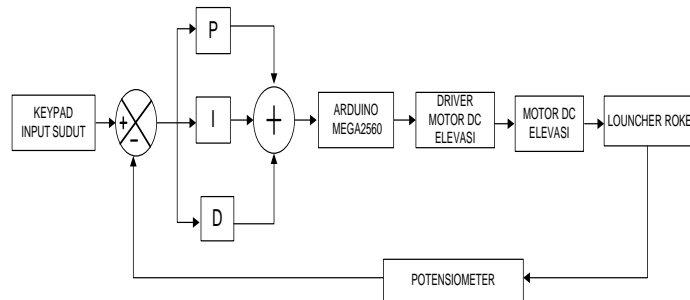 P
KEYPAD
INPUT SUDUT
+
-
I
+
ARDUINO
MEGA2560
DRIVER
MOTOR DC
ELEVASI
MOTOR DC
ELEVASI
LOUNCHER ROKE
D
POTENSIOMETER